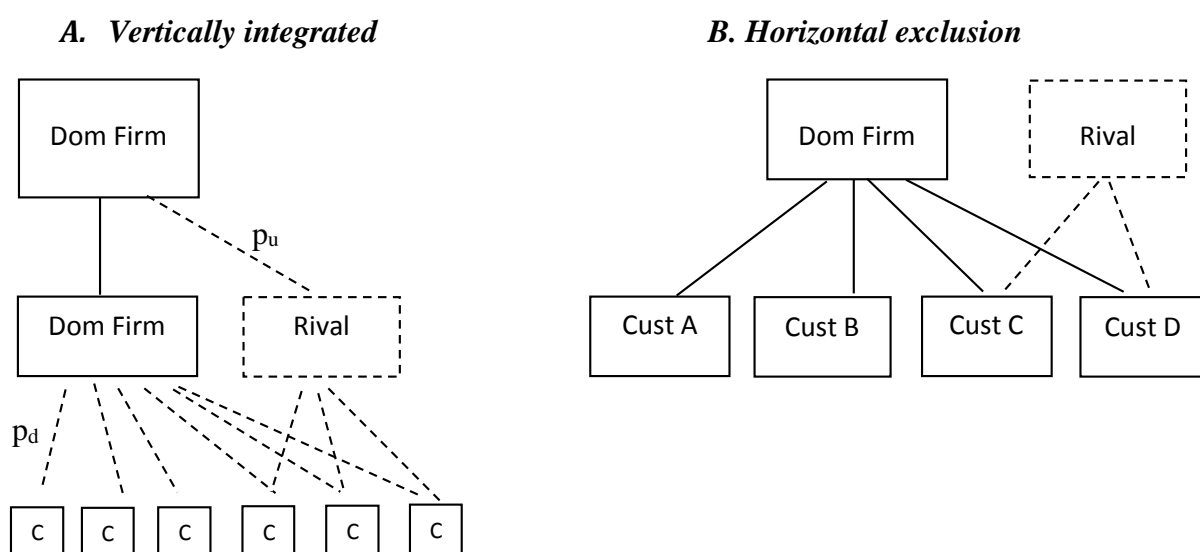 A. Vertically integrated
B. Horizontal exclusion
Dom Firm
Dom Firm
Rival
pu
Dom Firm
Rival
Cust A
Cust B
Cust C
Cust D
pd
C
C
C
C
C
C